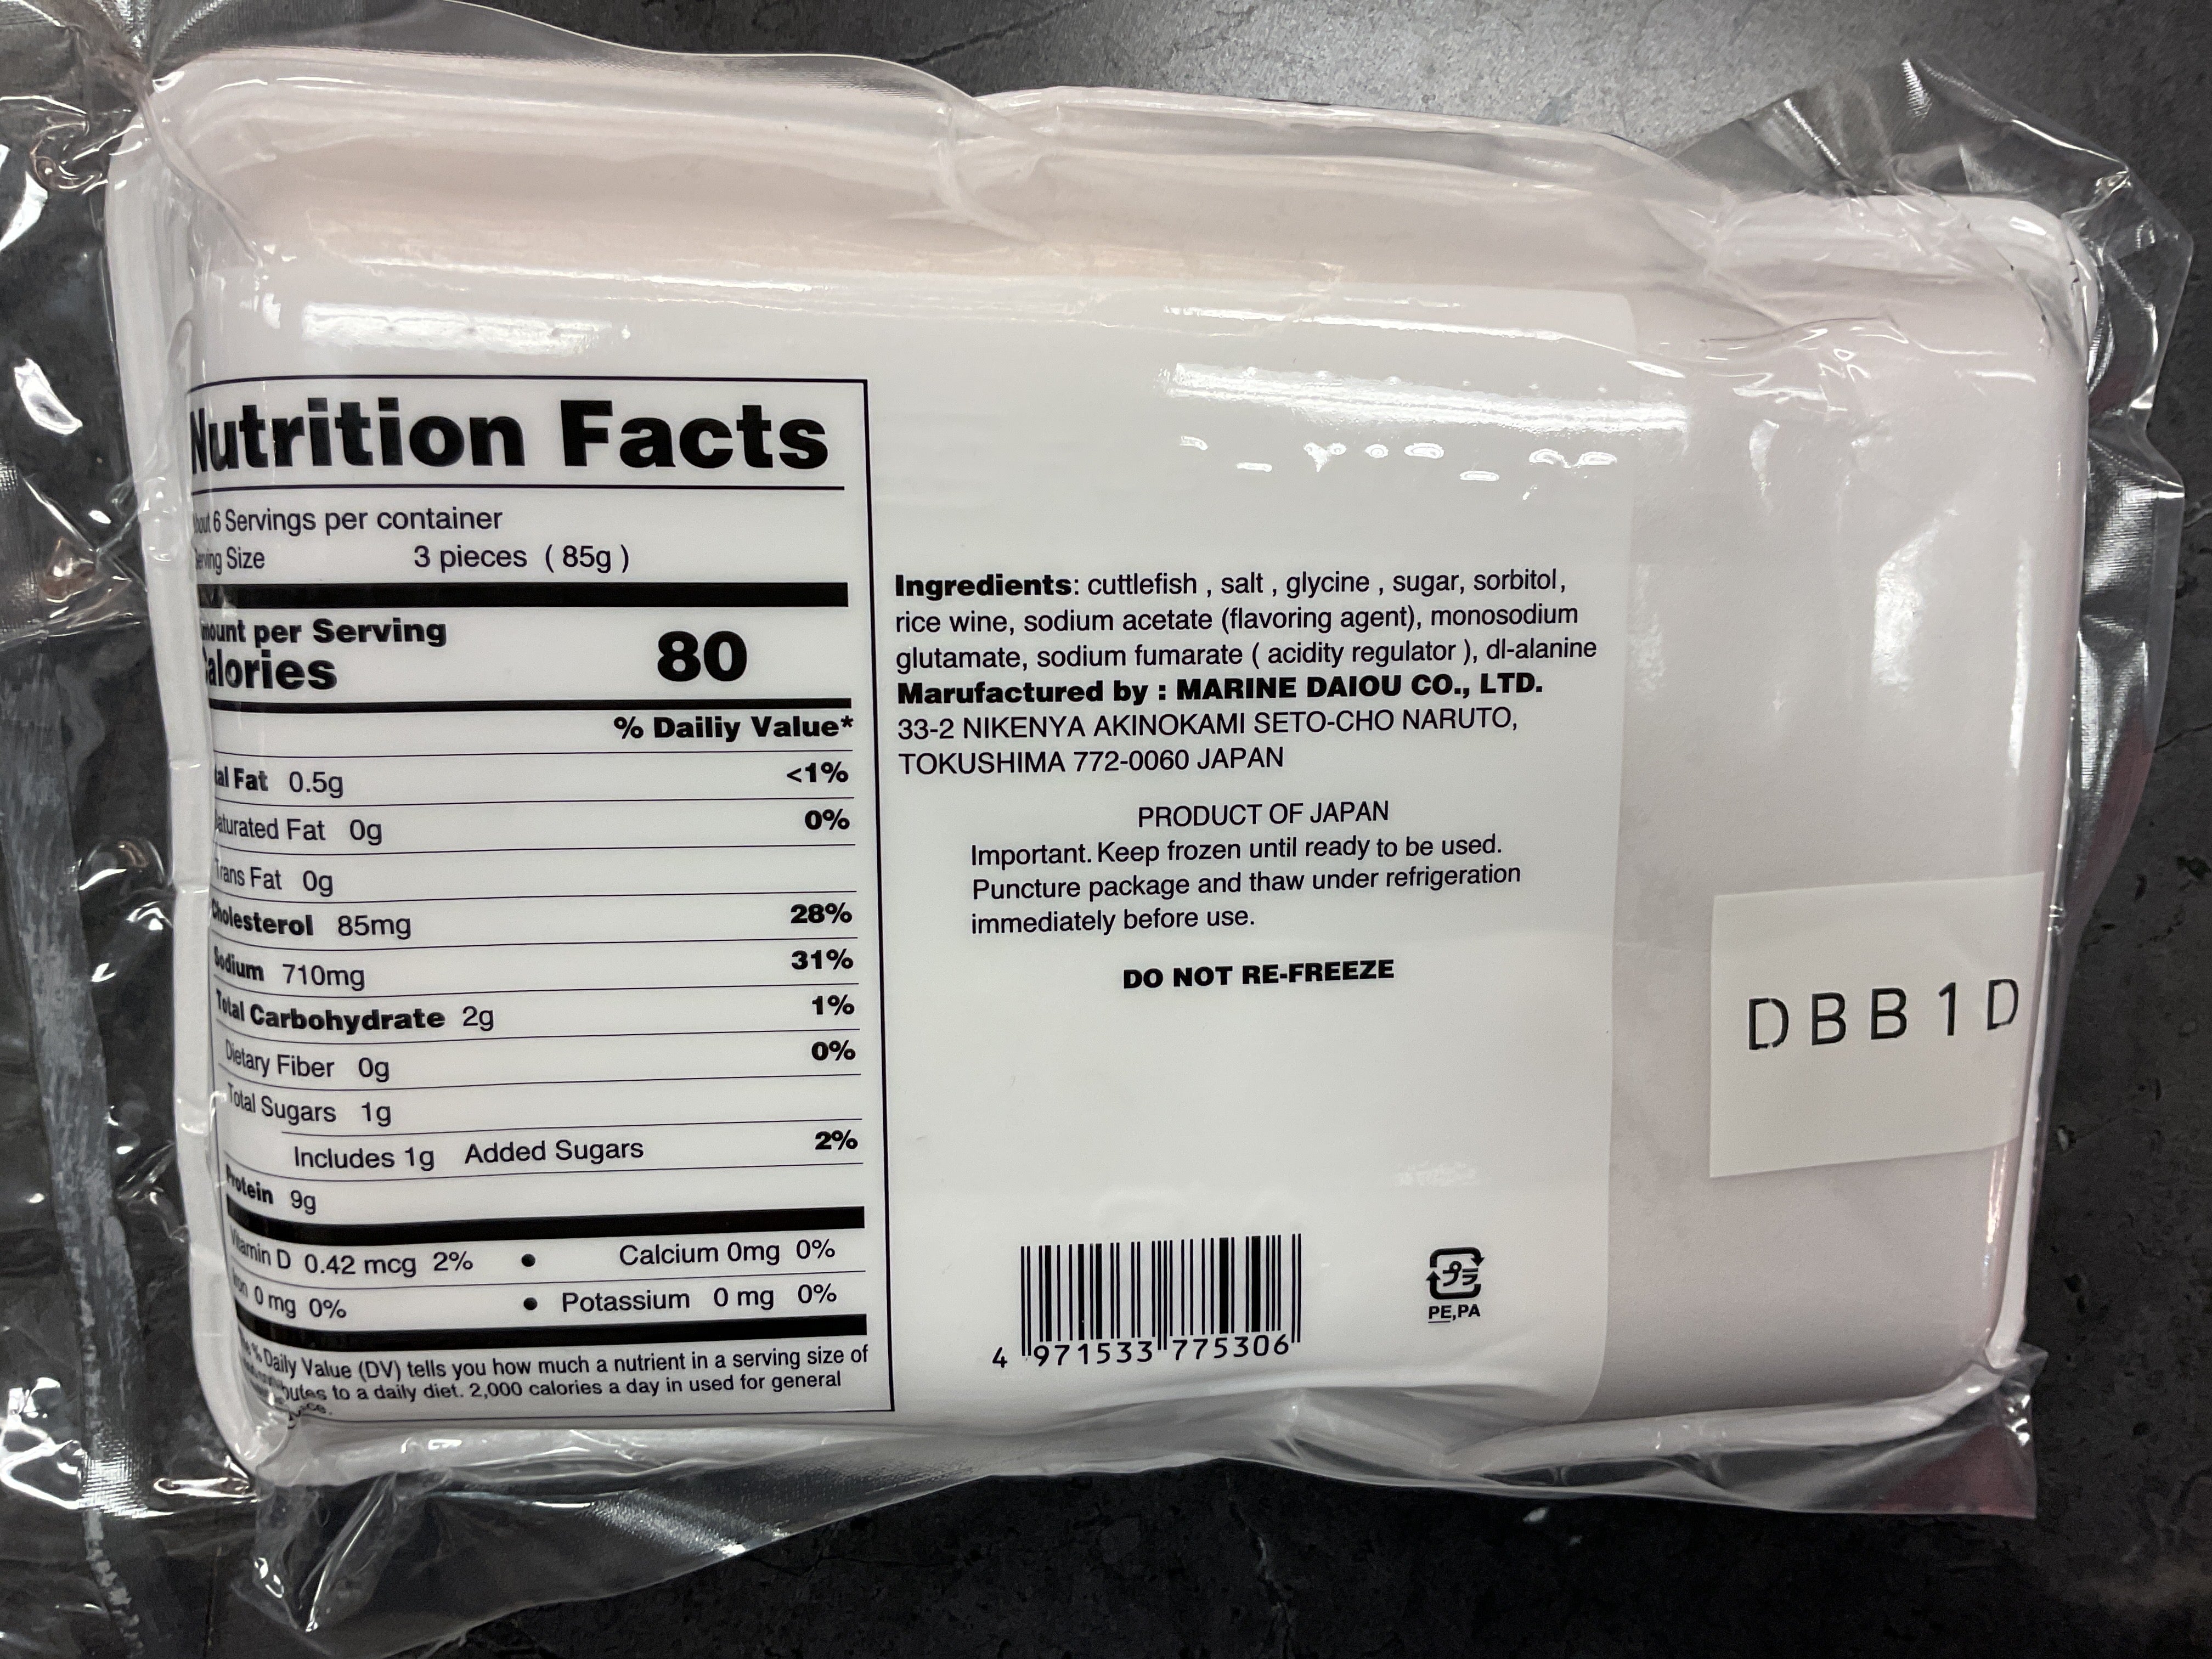 Nutrition Facts
6 Servings per container
Serving Size 3 pieces ( 85g )
Amount per Serving
Calories 80
% Dailiy Value*
Total Fat 0.5g <1%
Saturated Fat 0g 0%
Trans Fat 0g
Cholesterol 85mg 28%
Sodium 710mg 31%
Total Carbohydrate 2g 1%
Dietary Fiber 0g 0%
Total Sugars 1g
Includes 1g Added Sugars 2%
Protein 9g
Vitamin D 0.42 mcg 2% • Calcium 0mg 0%
Iron 0 mg 0% • Potassium 0 mg 0%
% Daily Value (DV) tells you how much a nutrient in a serving size of
to a daily diet. 2,000 calories a day in used for general
Ingredients: cuttlefish , salt , glycine , sugar, sorbitol,
rice wine, sodium acetate (flavoring agent), monosodium
glutamate, sodium fumarate ( acidity regulator ), dl-alanine
Marufactured by : MARINE DAIOU CO., LTD.
33-2 NIKENYA AKINOKAMI SETO-CHO NARUTO,
TOKUSHIMA 772-0060 JAPAN
PRODUCT OF JAPAN
Important. Keep frozen until ready to be used.
Puncture package and thaw under refrigeration
immediately before use.
DO NOT RE-FREEZE
4 971533 775306
プラ
PE,PA
DBB1D